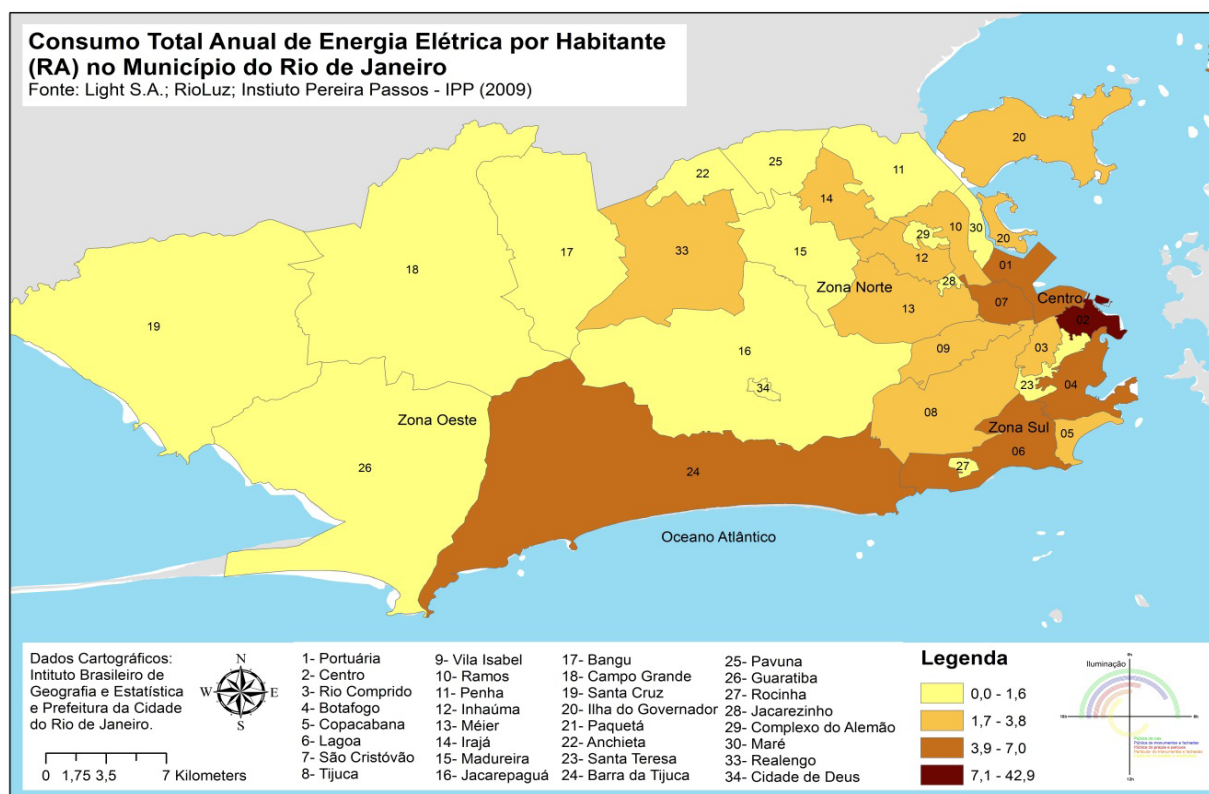 Consumo Total Anual de Energia Elétrica por Habitante
(RA) no Município do Rio de Janeiro
Fonte: Light S.A.; RioLuz; Instiuto Pereira Passos - IPP (2009)
20
25
22
11
14
30
10
29
20
33
17
15
12
18
01
28
Zona Norte
07
Centro
13
19
02
09
03
16
34
23
04
08
Zona Oeste
Zona Sul
05
06
26
27
24
Oceano Atlântico
Dados Cartográficos:
Intituto Brasileiro de
Geografia e Estatística
e Prefeitura da Cidade
do Rio de Janeiro.
N
W E
S
0 1,75 3,5 7 Kilometers
1- Portuária
2- Centro
3- Rio Comprido
4- Botafogo
5- Copacabana
6- Lagoa
7- São Cristóvão
8- Tijuca
9- Vila Isabel
10- Ramos
11- Penha
12- Inhaúma
13- Méier
14- Irajá
15- Madureira
16- Jacarepaguá
17- Bangu
18- Campo Grande
19- Santa Cruz
20- Ilha do Governador
21- Paquetá
22- Anchieta
23- Santa Teresa
24- Barra da Tijuca
25- Pavuna
26- Guaratiba
27- Rocinha
28- Jacarezinho
29- Complexo do Alemão
30- Maré
33- Realengo
34- Cidade de Deus
Legenda
0,0 - 1,6
1,7 - 3,8
3,9 - 7,0
7,1 - 42,9
Iluminação